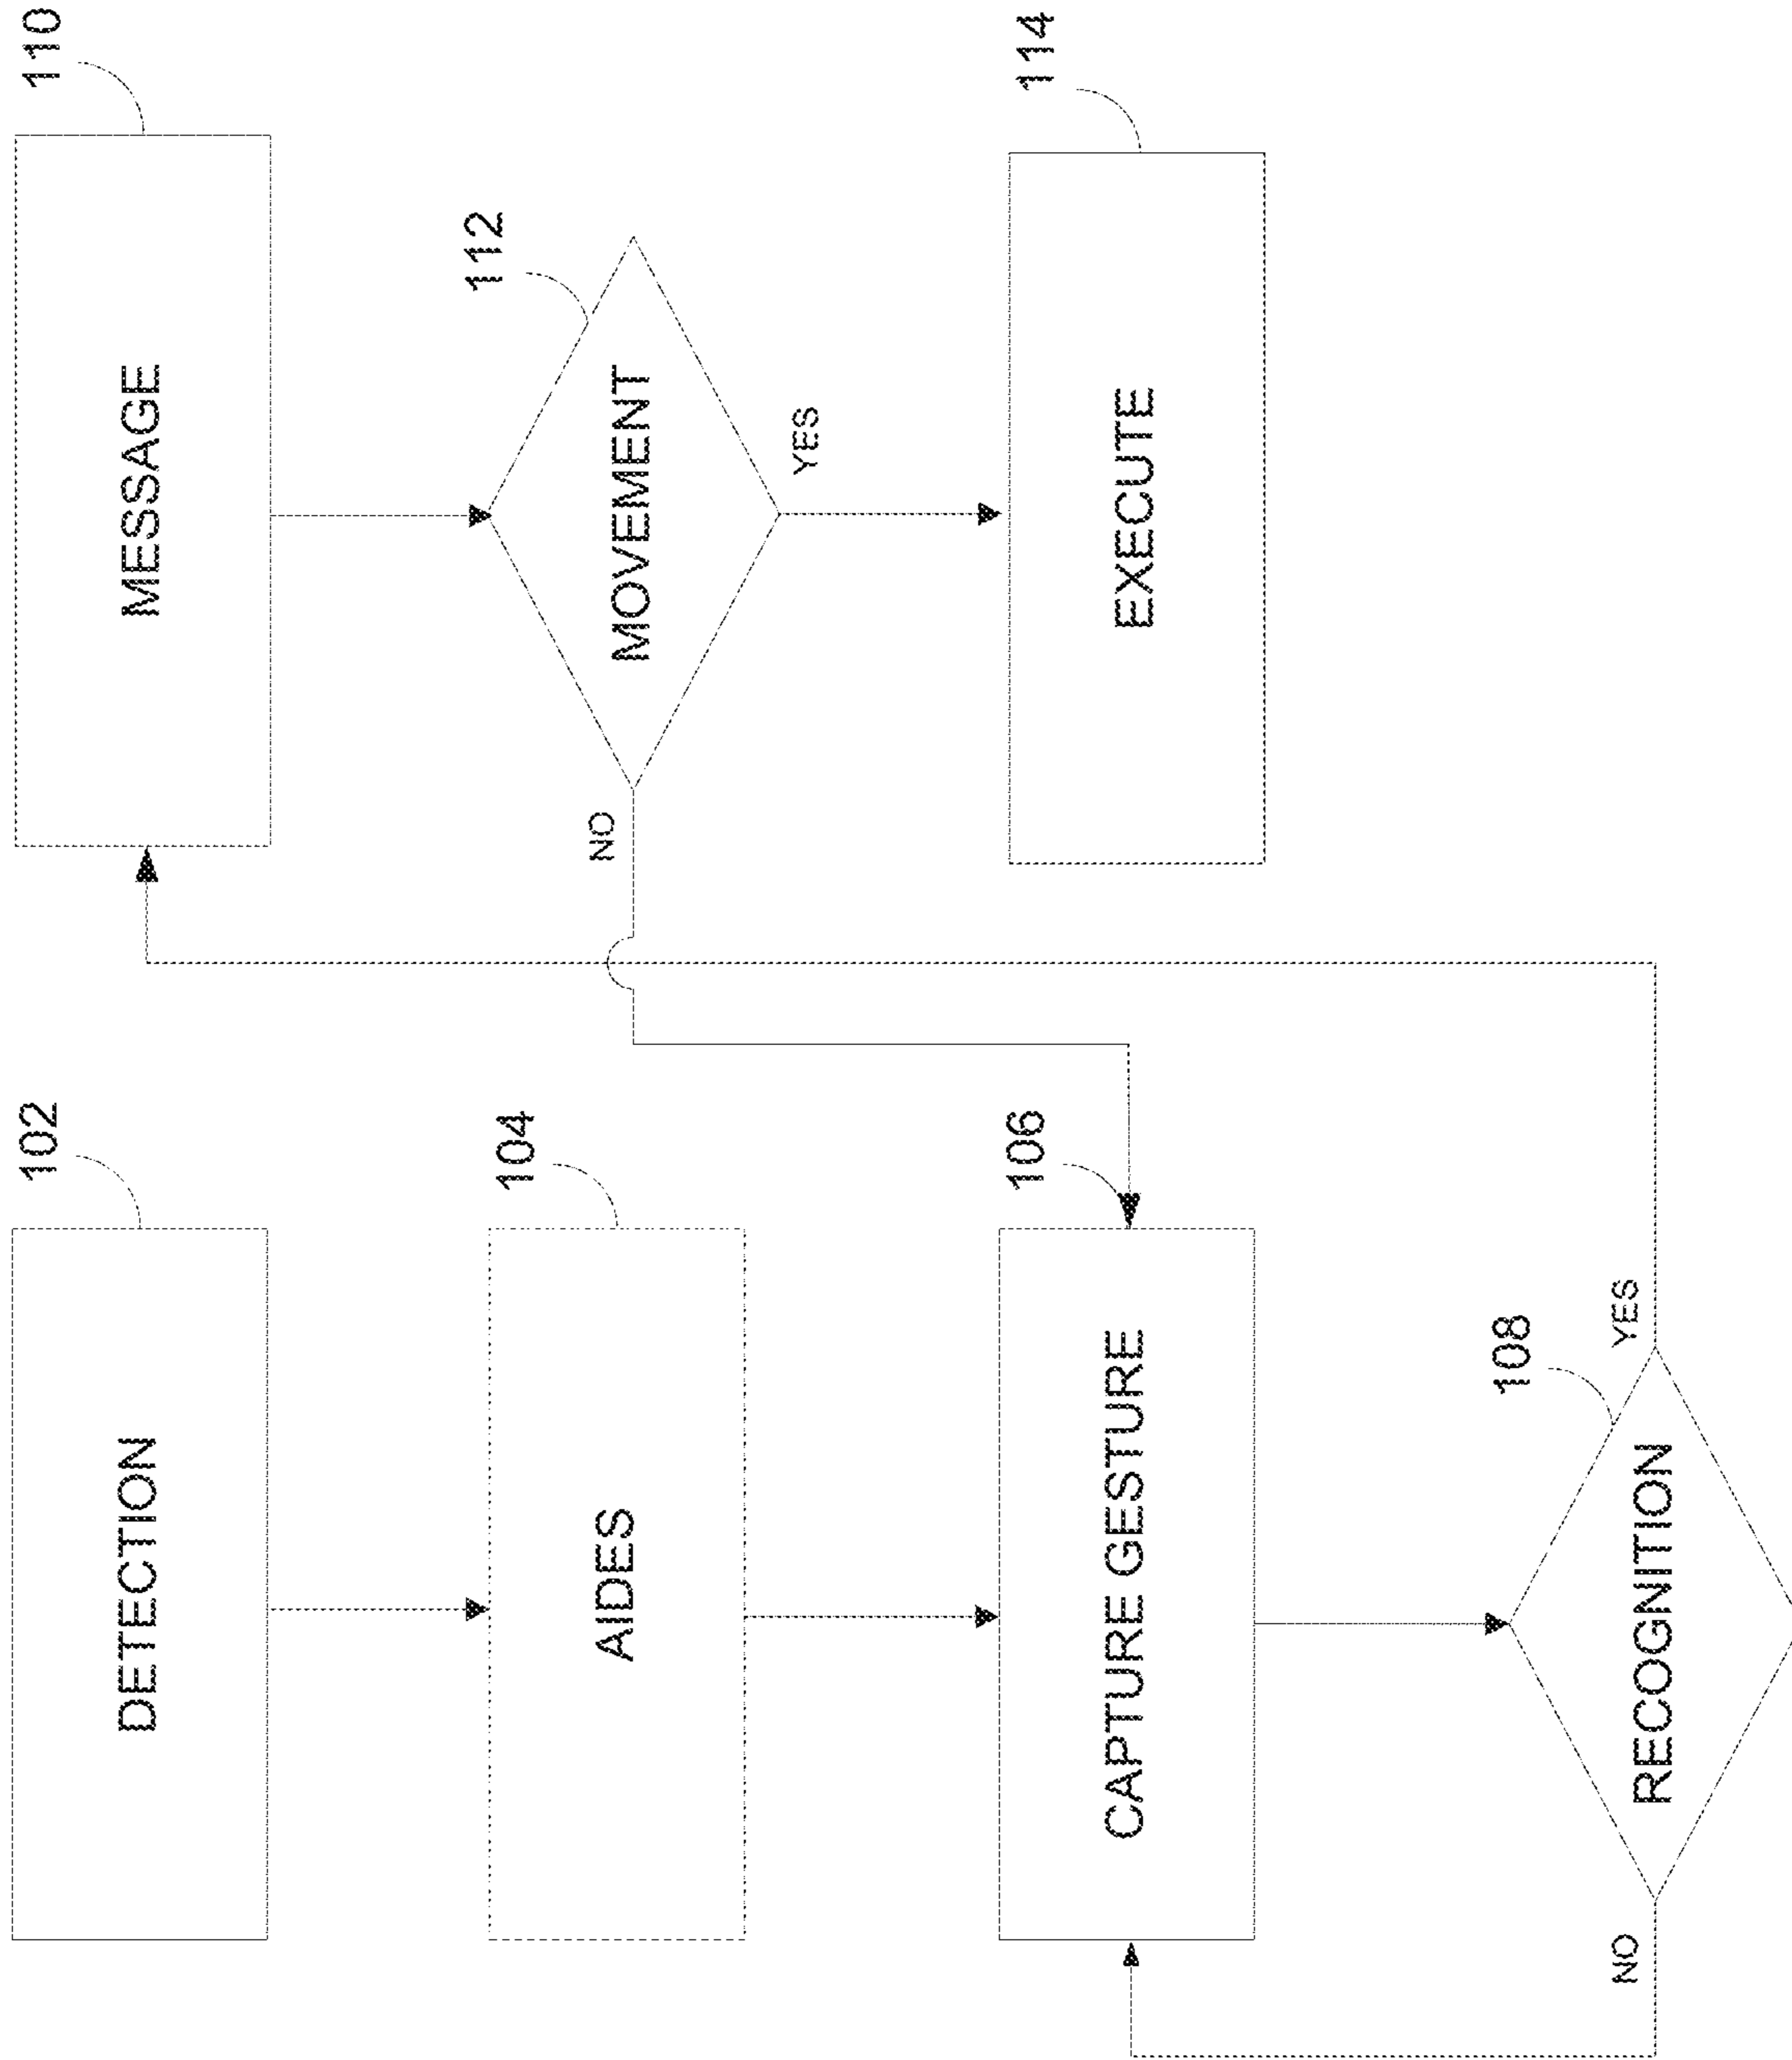 102
DETECTION
104
AIDES
106
CAPTURE GESTURE
108
RECOGNITION
NO
YES
110
MESSAGE
112
MOVEMENT
NO
YES
114
EXECUTE